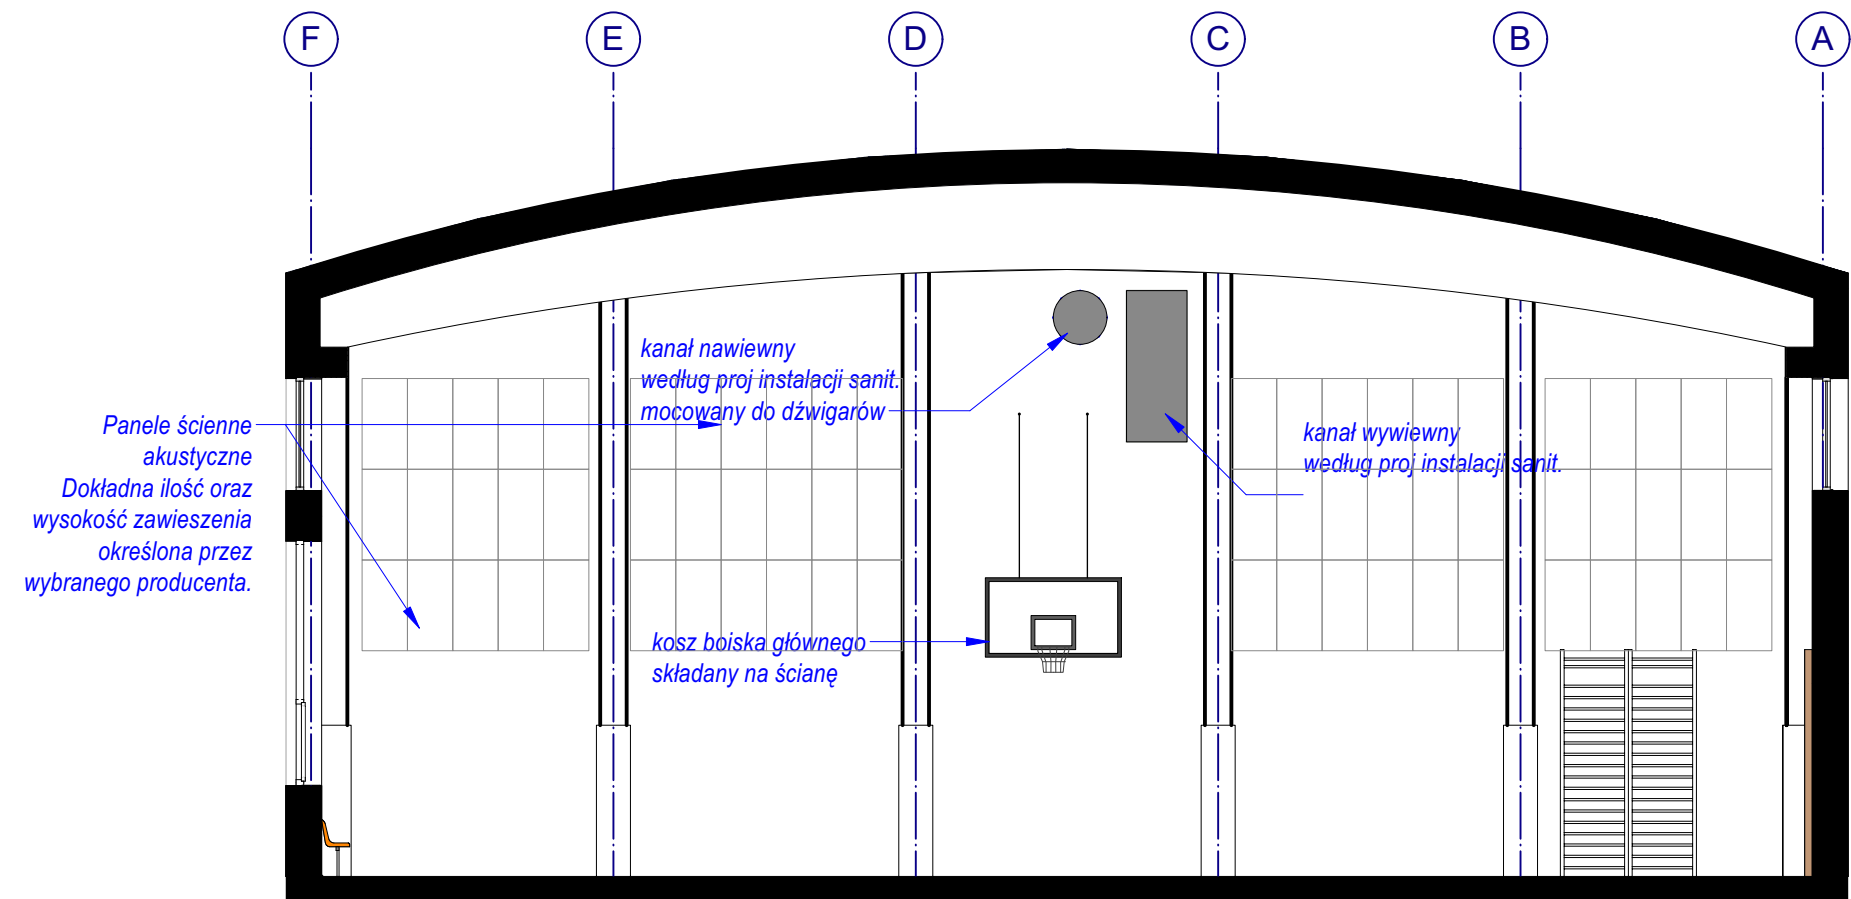 F E D C B A
kanał nawiewny
według proj instalacji sanit.
mocowany do dźwigarów
Panele ścienne
akustyczne
Dokładna ilość oraz
wysokość zawieszenia
określona przez
wybranego producenta.
kanał wywiewny
według proj instalacji sanit.
kosz boiska głównego
składany na ścianę